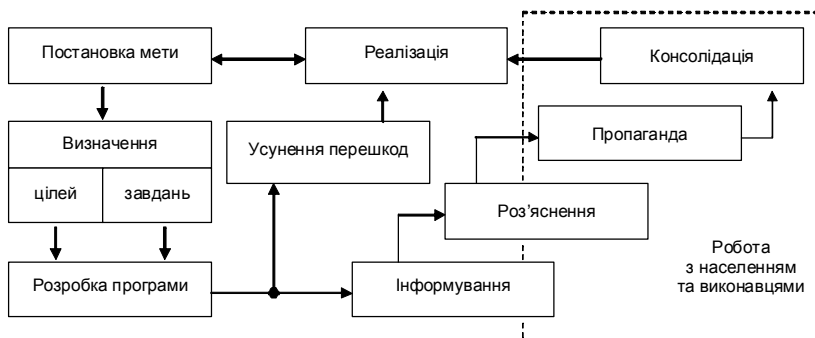 Постановка мети
Реалізація
Консолідація
Визначення
цілей
завдань
Усунення перешкод
Пропаганда
Роз’яснення
Розробка програми
Інформування
Робота
з населенням
та виконавцями